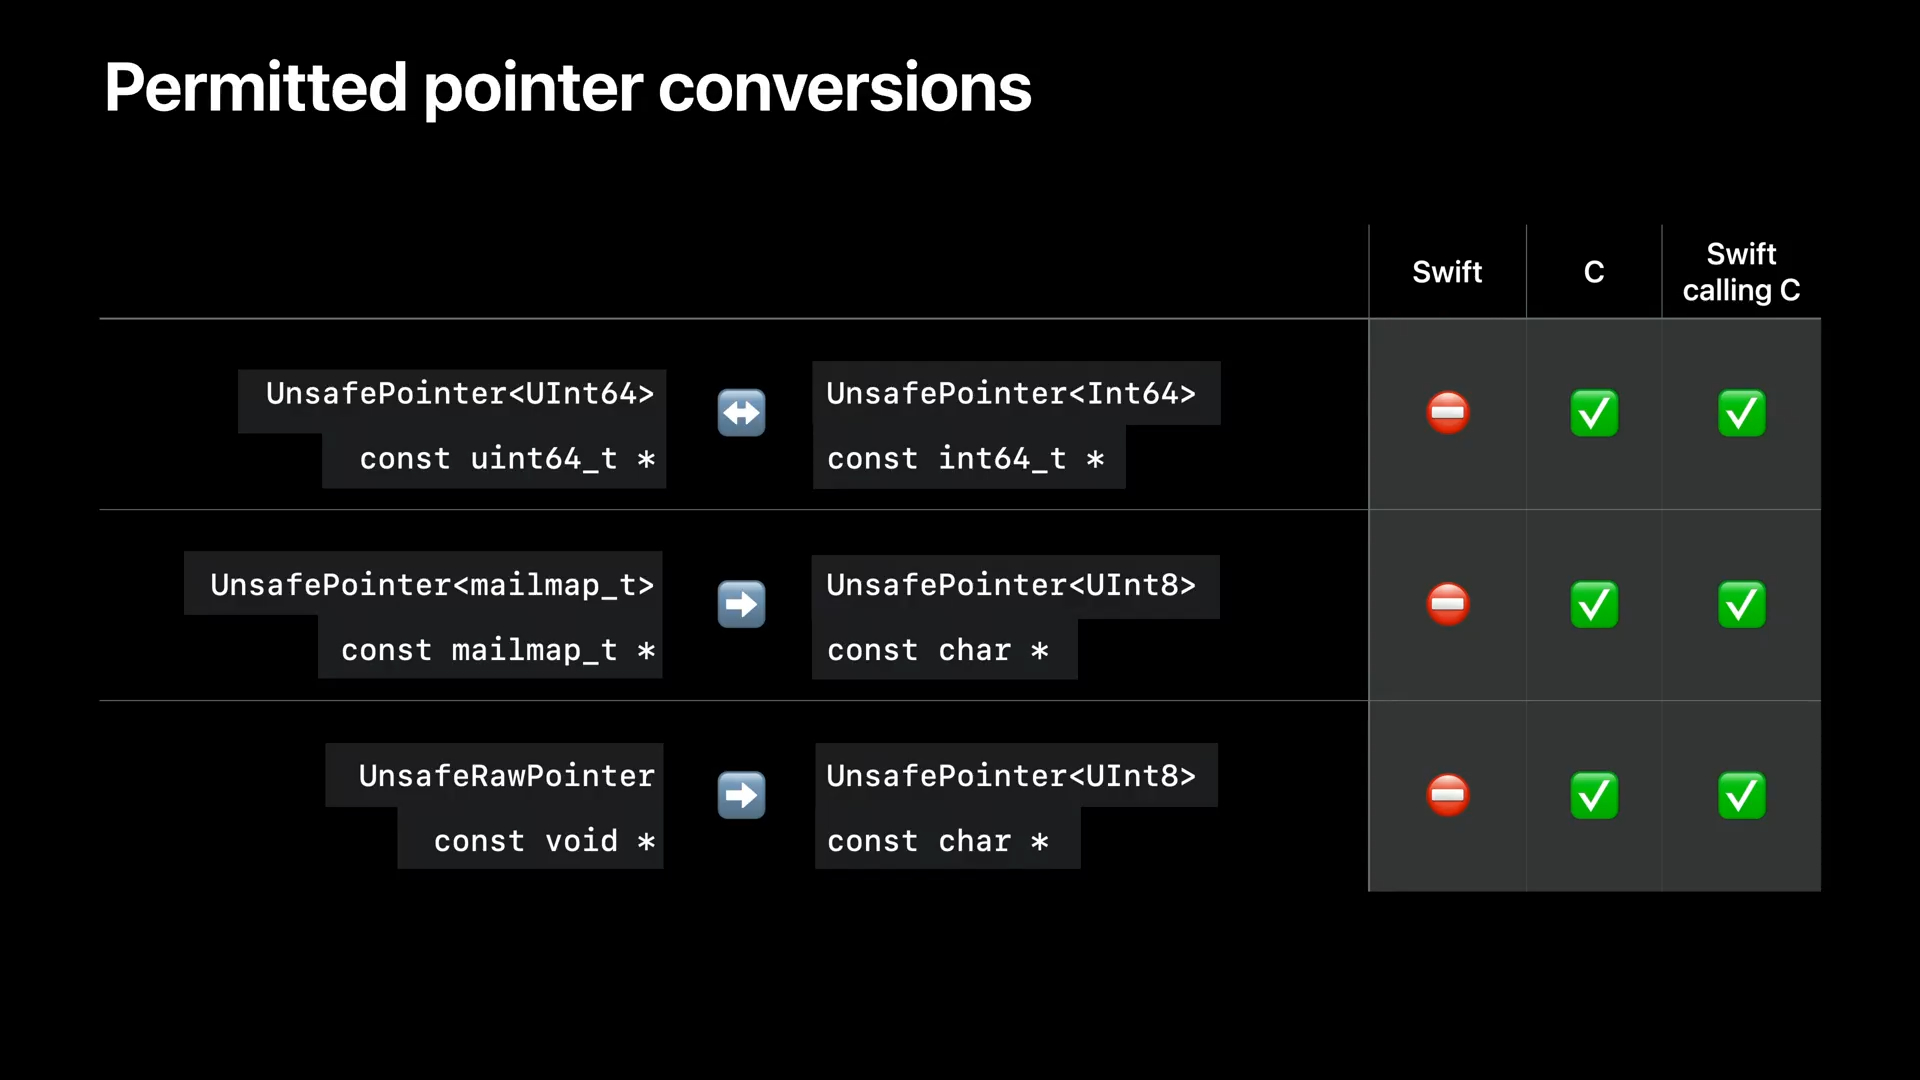 Permitted pointer conversions
Swift
C
Swift
calling C
UnsafePointer<UInt64>
const uint64_t *
UnsafePointer<Int64>
const int64_t *
UnsafePointer<mailmap_t>
const mailmap_t *
UnsafePointer<UInt8>
const char *
UnsafeRawPointer
const void *
UnsafePointer<UInt8>
const char *